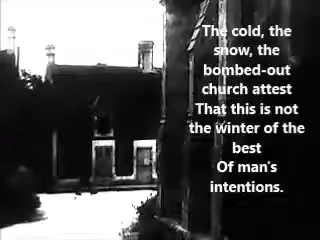 The cold, the
snow, the
bombed-out
church attest
That this is not
the winter of the
best
Of man's
intentions.